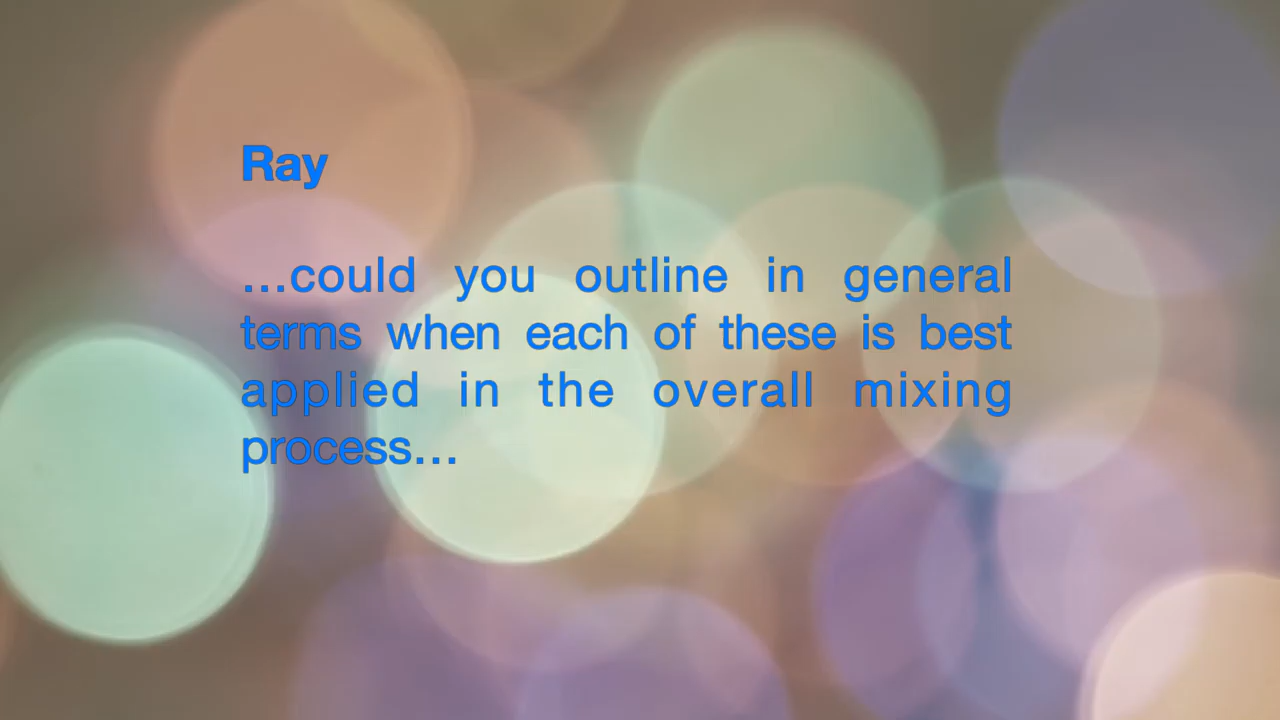 Ray
...could you outline in general
terms when each of these is best
applied in the overall mixing
process...